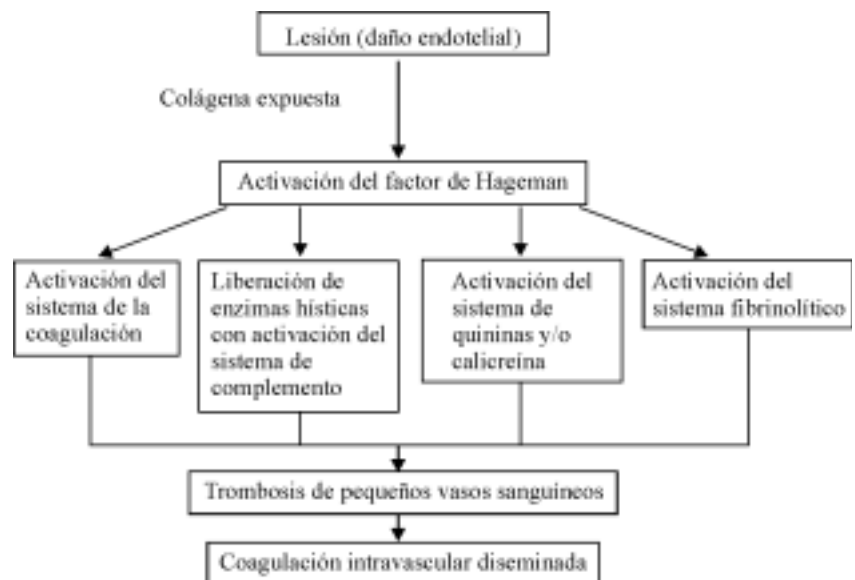 Lesión (daño endotelial)
Colágena expuesta
Activación del factor de Hageman
Activación del
sistema de la
coagulación
Liberación de
enzimas hísticas
con activación del
sistema de
complemento
Activación del
sistema de
quininas y/o
calicreína
Activación del
sistema fibrinolítico
Trombosis de pequeños vasos sanguíneos
Coagulación intravascular diseminada